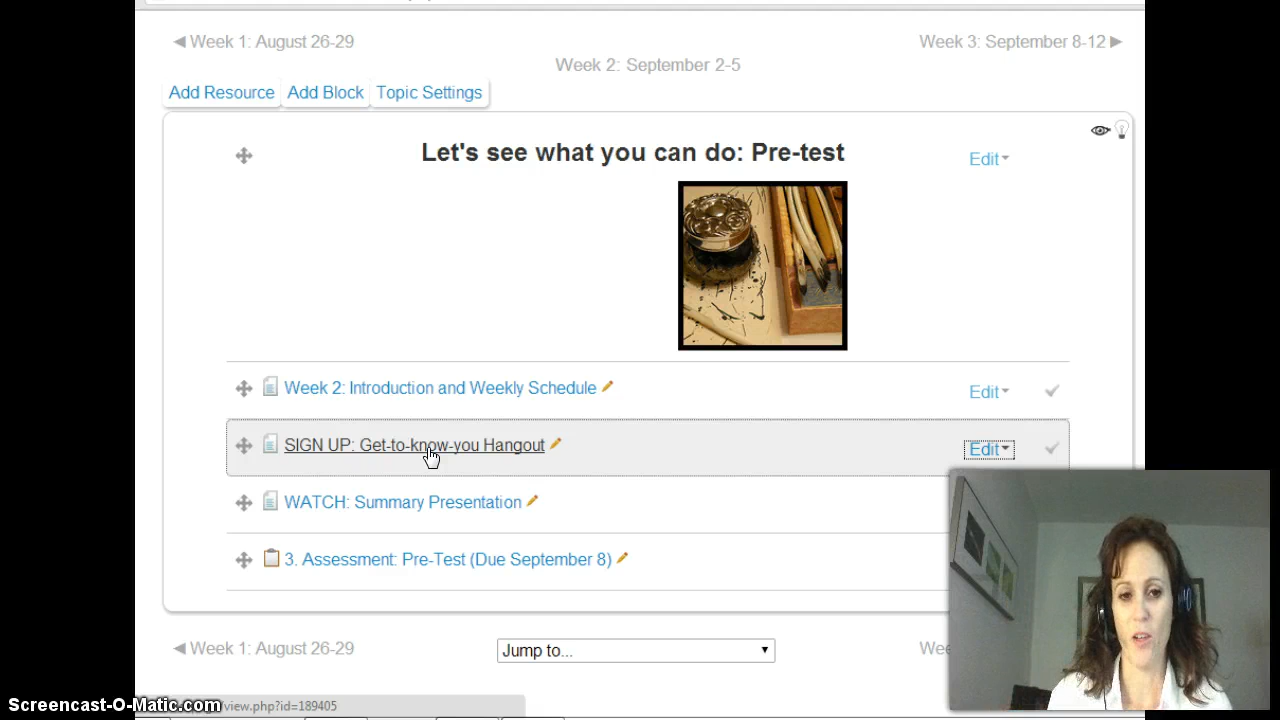 Week 1: August 26-29
Week 3: September 8-12
Week 2: September 2-5
Add Resource Add Block Topic Settings
Let's see what you can do: Pre-test
Edit
Week 2: Introduction and Weekly Schedule
Edit
SIGN UP: Get-to-know-you Hangout
Edit
WATCH: Summary Presentation
3. Assessment: Pre-Test (Due September 8)
Week 1: August 26-29
Jump to...
Screencast-O-Matic.com
view.php?id=189405